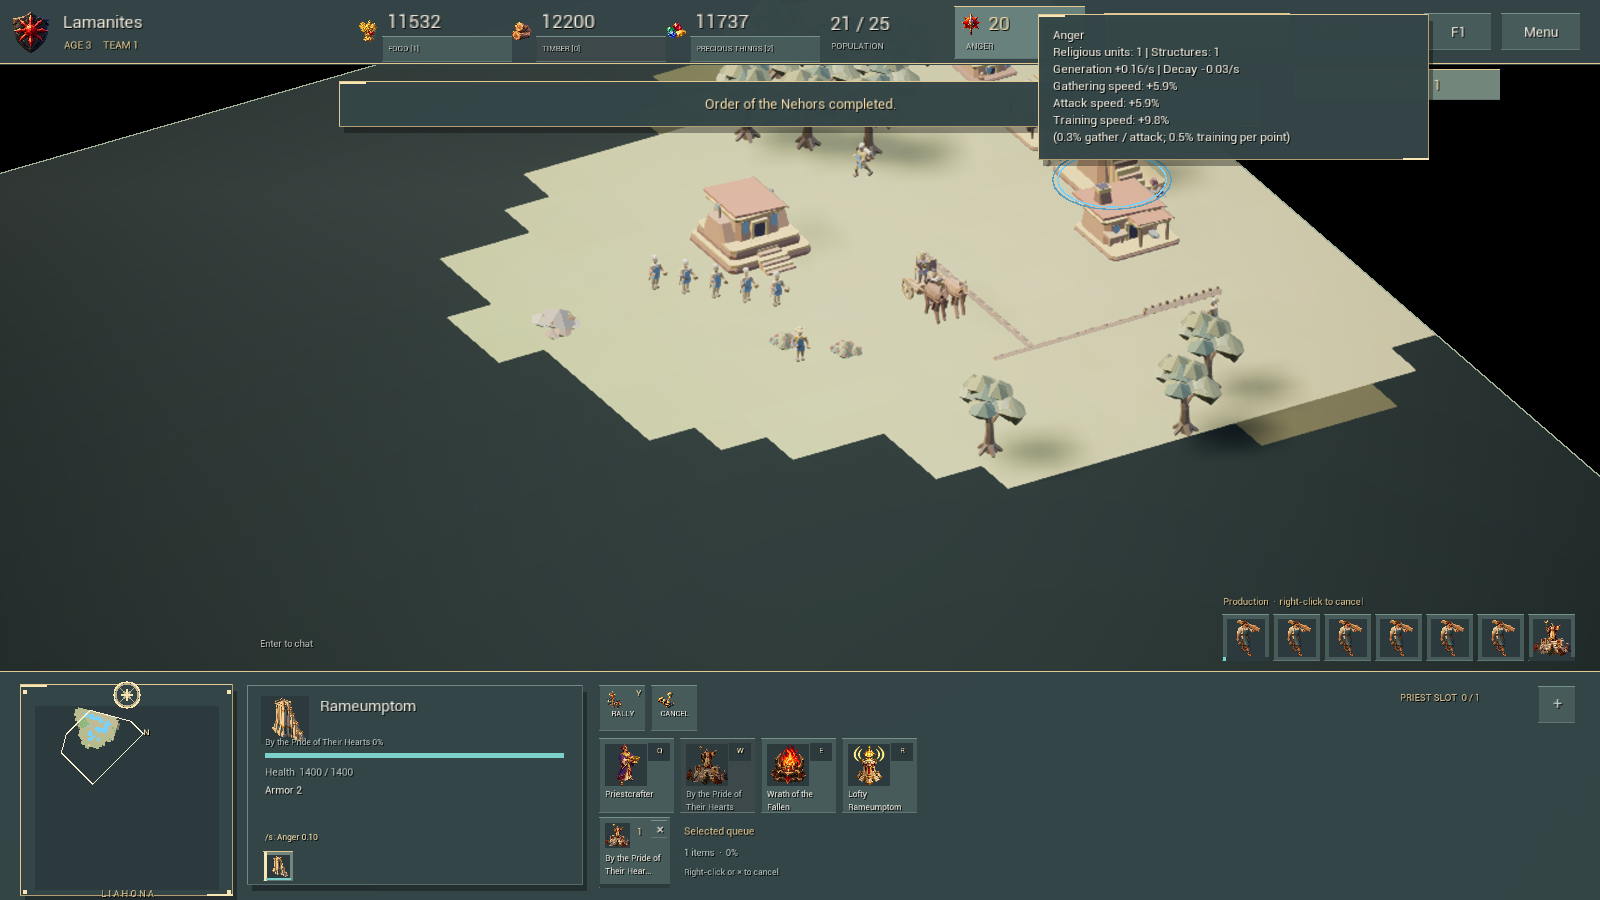 Lamanites
AGE 3 TEAM 1
11532
FOOD [1]
12200
TIMBER [0]
11737
PRECIOUS THINGS [2]
21 / 25
POPULATION
20
ANGER
F1
Menu
1
Anger
Religious units: 1 | Structures: 1
Generation +0.16/s | Decay -0.03/s
Gathering speed: +5.9%
Attack speed: +5.9%
Training speed: +9.8%
(0.3% gather / attack; 0.5% training per point)
Order of the Nehors completed.
Production · right-click to cancel
Enter to chat
N
LIAHONA
Rameumptom
By the Pride of Their Hearts 0%
Health 1400 / 1400
Armor 2
/s: Anger 0.10
Y
RALLY
CANCEL
Q
Priestcrafter
W
By the Pride of
Their Hearts
E
Wrath of the
Fallen
R
Lofty
Rameumptom
1 ×
By the Pride of
Their Hear...
Selected queue
1 items · 0%
Right-click or × to cancel
PRIEST SLOT 0 / 1
+